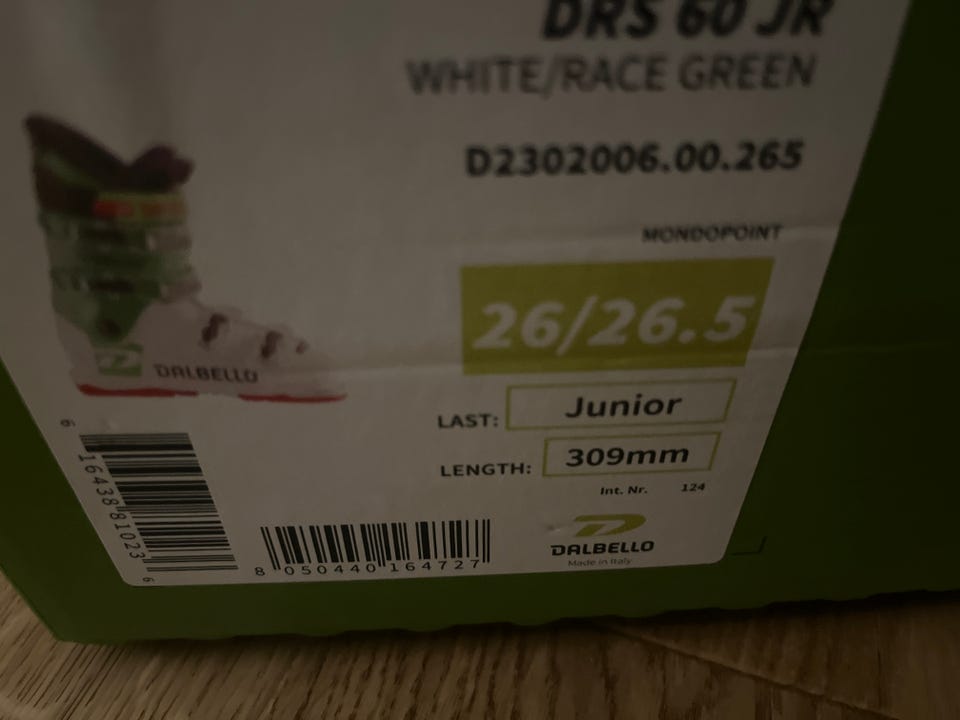 DRS 60 JR
WHITE/RACE GREEN
D2302006.00.265
MONDOPOINT
26/26.5
DALBELLO
LAST: Junior
LENGTH: 309mm
Int. Nr. 124
6 16438 81023 6
8 050440 164727
DALBELLO
Made in Italy